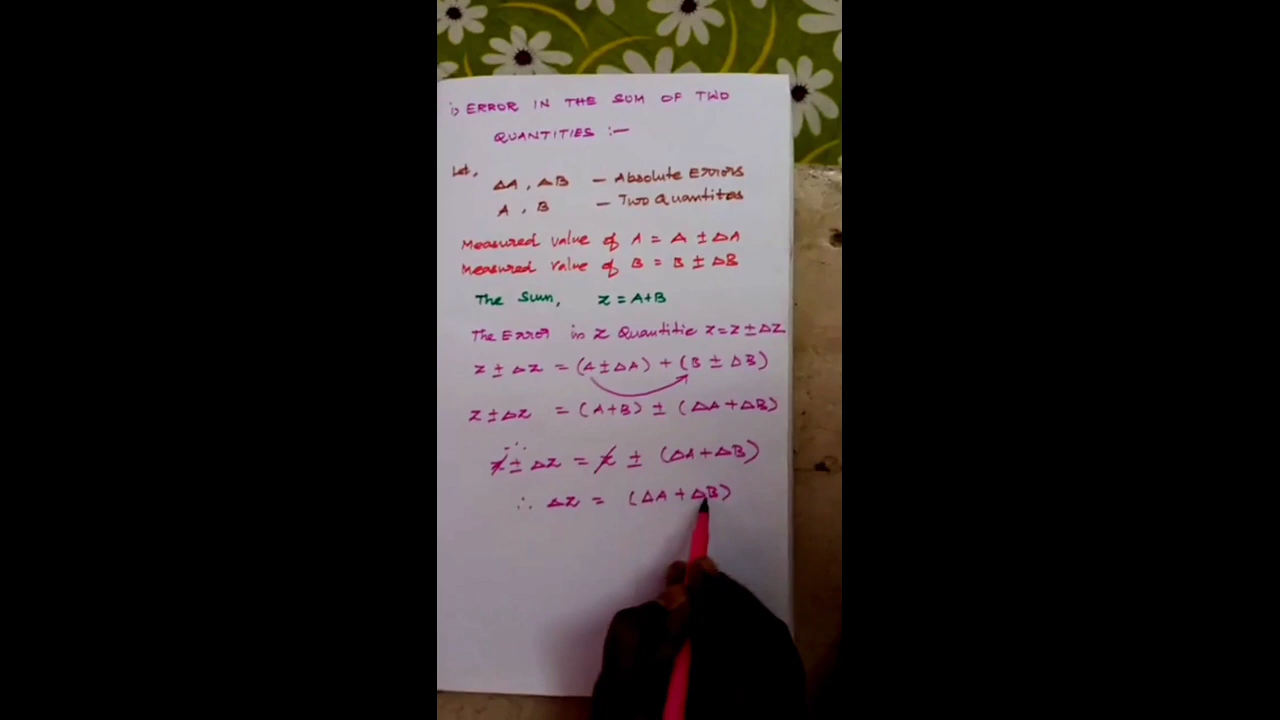 i) ERROR IN THE SUM OF TWO
QUANTITIES :-
Let,
ΔA, ΔB - Absolute Errors
A, B - Two Quantites
Measured value of A = A ± ΔA
Measured value of B = B ± ΔB
The Sum, Z = A+B
The Error in Z Quantitie Z = Z ± ΔZ
Z ± ΔZ = (A ± ΔA) + (B ± ΔB)
Z ± ΔZ = (A+B) ± (ΔA + ΔB)
Z ± ΔZ = Z ± (ΔA + ΔB)
∴ ΔZ = (ΔA + ΔB)